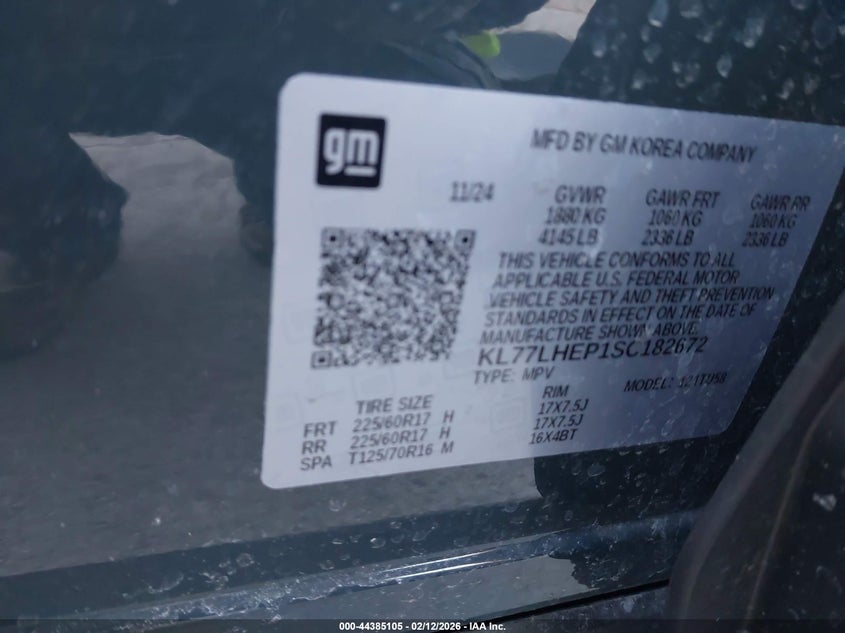 gm
MFD BY GM KOREA COMPANY
11/24 GVWR GAWR FRT GAWR RR
1880 KG 1060 KG 1060 KG
4145 LB 2336 LB 2336 LB
THIS VEHICLE CONFORMS TO ALL
APPLICABLE U.S. FEDERAL MOTOR
VEHICLE SAFETY AND THEFT PREVENTION
STANDARDS IN EFFECT ON THE DATE OF
MANUFACTURE SHOWN ABOVE.
KL77LHEP1SC182672
TYPE: MPV MODEL:
TIRE SIZE RIM
FRT 225/60R17 H 17X7.5J
RR 225/60R17 H 17X7.5J
SPA T125/70R16 M 16X4BT
000-44385105 - 02/12/2026 - IAA Inc.